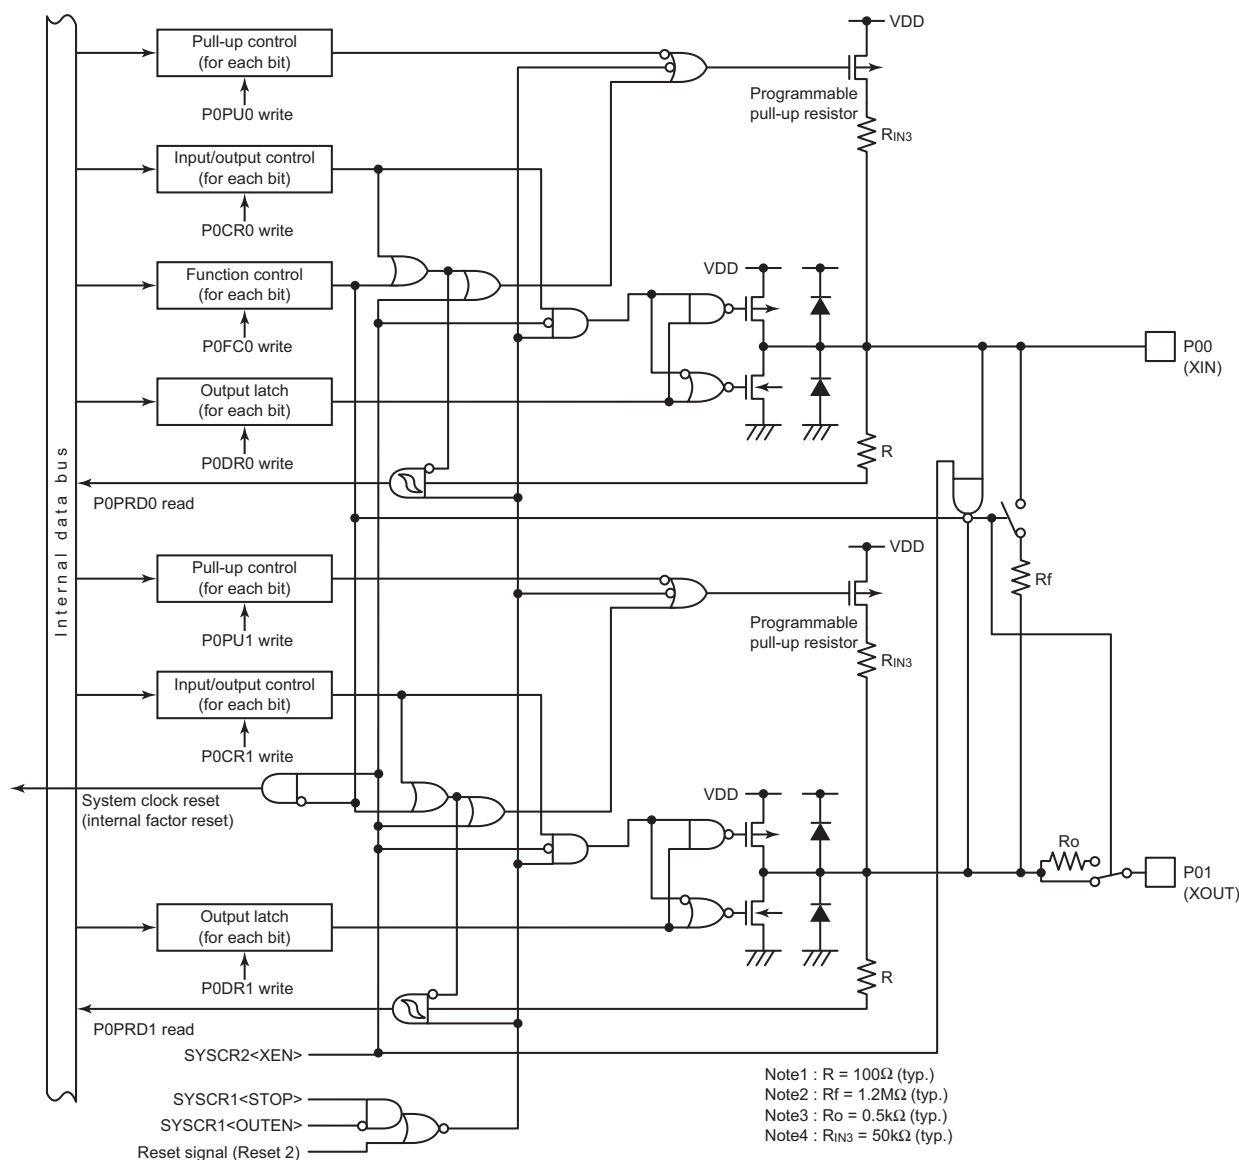 VDD
Pull-up control
(for each bit)
P0PU0 write
Programmable
pull-up resistor
RIN3
Input/output control
(for each bit)
P0CR0 write
Function control
(for each bit)
P0FC0 write
VDD
P00
(XIN)
Output latch
(for each bit)
P0DR0 write
R
P0PRD0 read
Internal data bus
VDD
Pull-up control
(for each bit)
P0PU1 write
Rf
Programmable
pull-up resistor
RIN3
Input/output control
(for each bit)
P0CR1 write
System clock reset
(internal factor reset)
VDD
Ro
P01
(XOUT)
Output latch
(for each bit)
P0DR1 write
R
P0PRD1 read
SYSCR2<XEN>
SYSCR1<STOP>
SYSCR1<OUTEN>
Reset signal (Reset 2)
Note1 : R = 100Ω (typ.)
Note2 : Rf = 1.2MΩ (typ.)
Note3 : Ro = 0.5kΩ (typ.)
Note4 : RIN3 = 50kΩ (typ.)